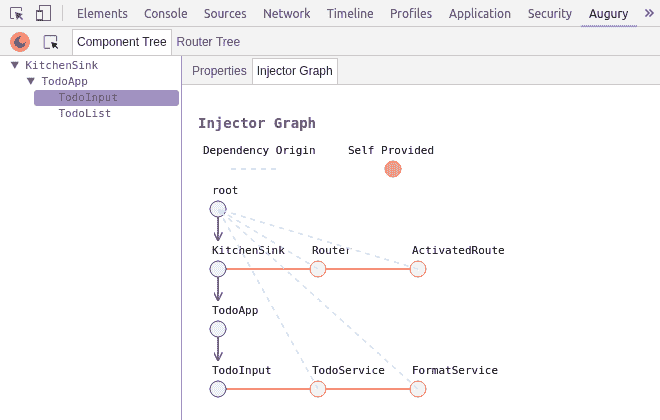 Elements Console Sources Network Timeline Profiles Application Security Augury »
Component Tree Router Tree
KitchenSink
TodoApp
TodoInput
TodoList
Properties Injector Graph
Injector Graph
Dependency Origin Self Provided
root
KitchenSink Router ActivatedRoute
TodoApp
TodoInput TodoService FormatService